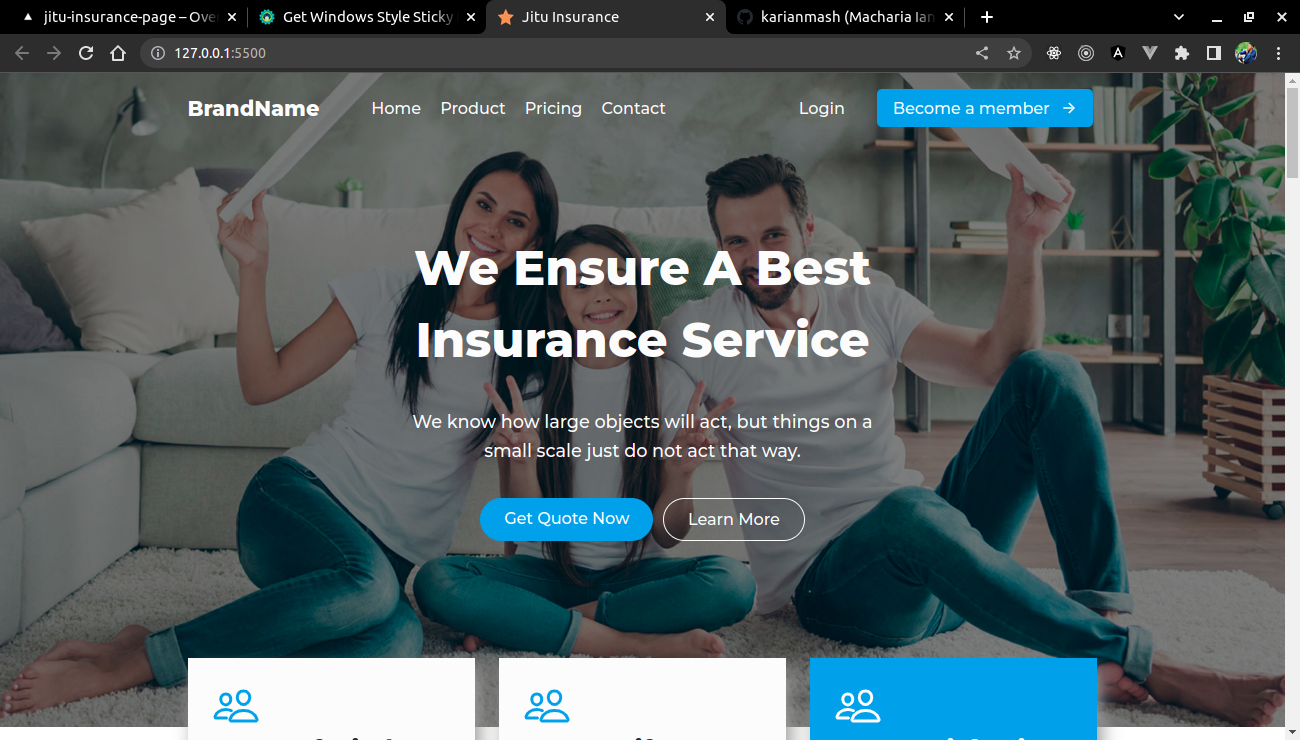 jitu-insurance-page – Ove
Get Windows Style Sticky
Jitu Insurance
karianmash (Macharia Ian
127.0.0.1:5500
BrandName
Home Product Pricing Contact
Login
Become a member →
We Ensure A Best
Insurance Service
We know how large objects will act, but things on a
small scale just do not act that way.
Get Quote Now
Learn More